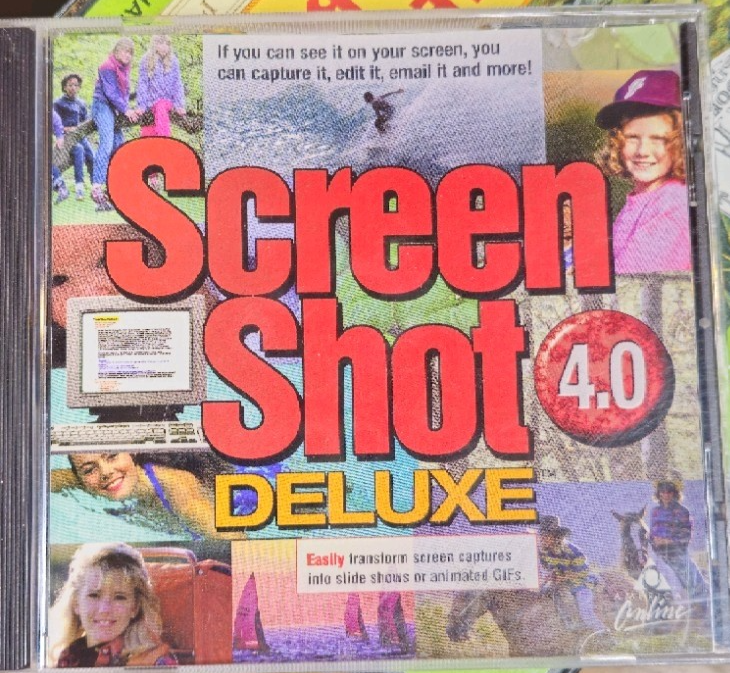 If you can see it on your screen, you
can capture it, edit it, email it and more!
Screen
Shot
4.0
DELUXE
Easily transform screen captures
into slide shows or animated GIFs.
Online